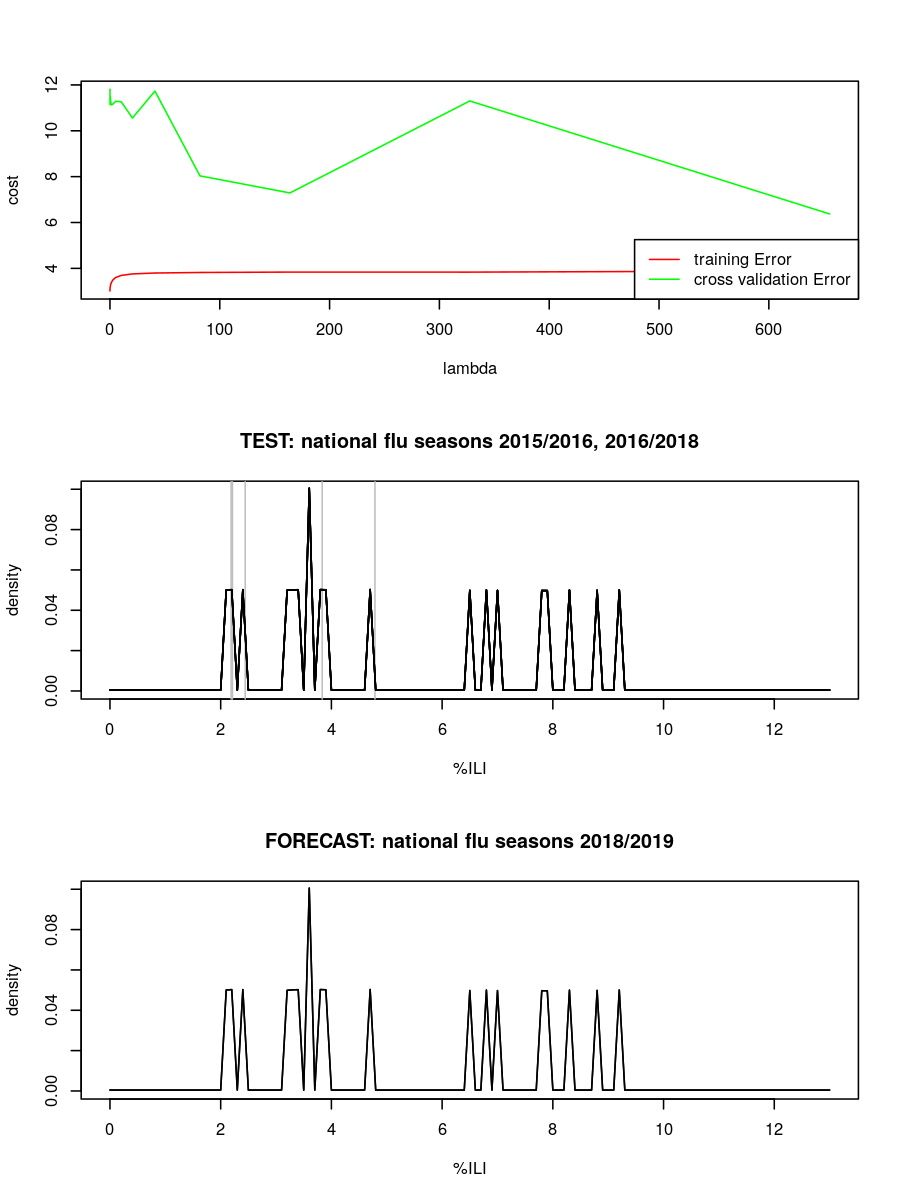 12
10
8
6
4
cost
training Error
cross validation Error
0 100 200 300 400 500 600
lambda
TEST: national flu seasons 2015/2016, 2016/2018
0.08
0.04
0.00
density
0 2 4 6 8 10 12
%ILI
FORECAST: national flu seasons 2018/2019
0.08
0.04
0.00
density
0 2 4 6 8 10 12
%ILI